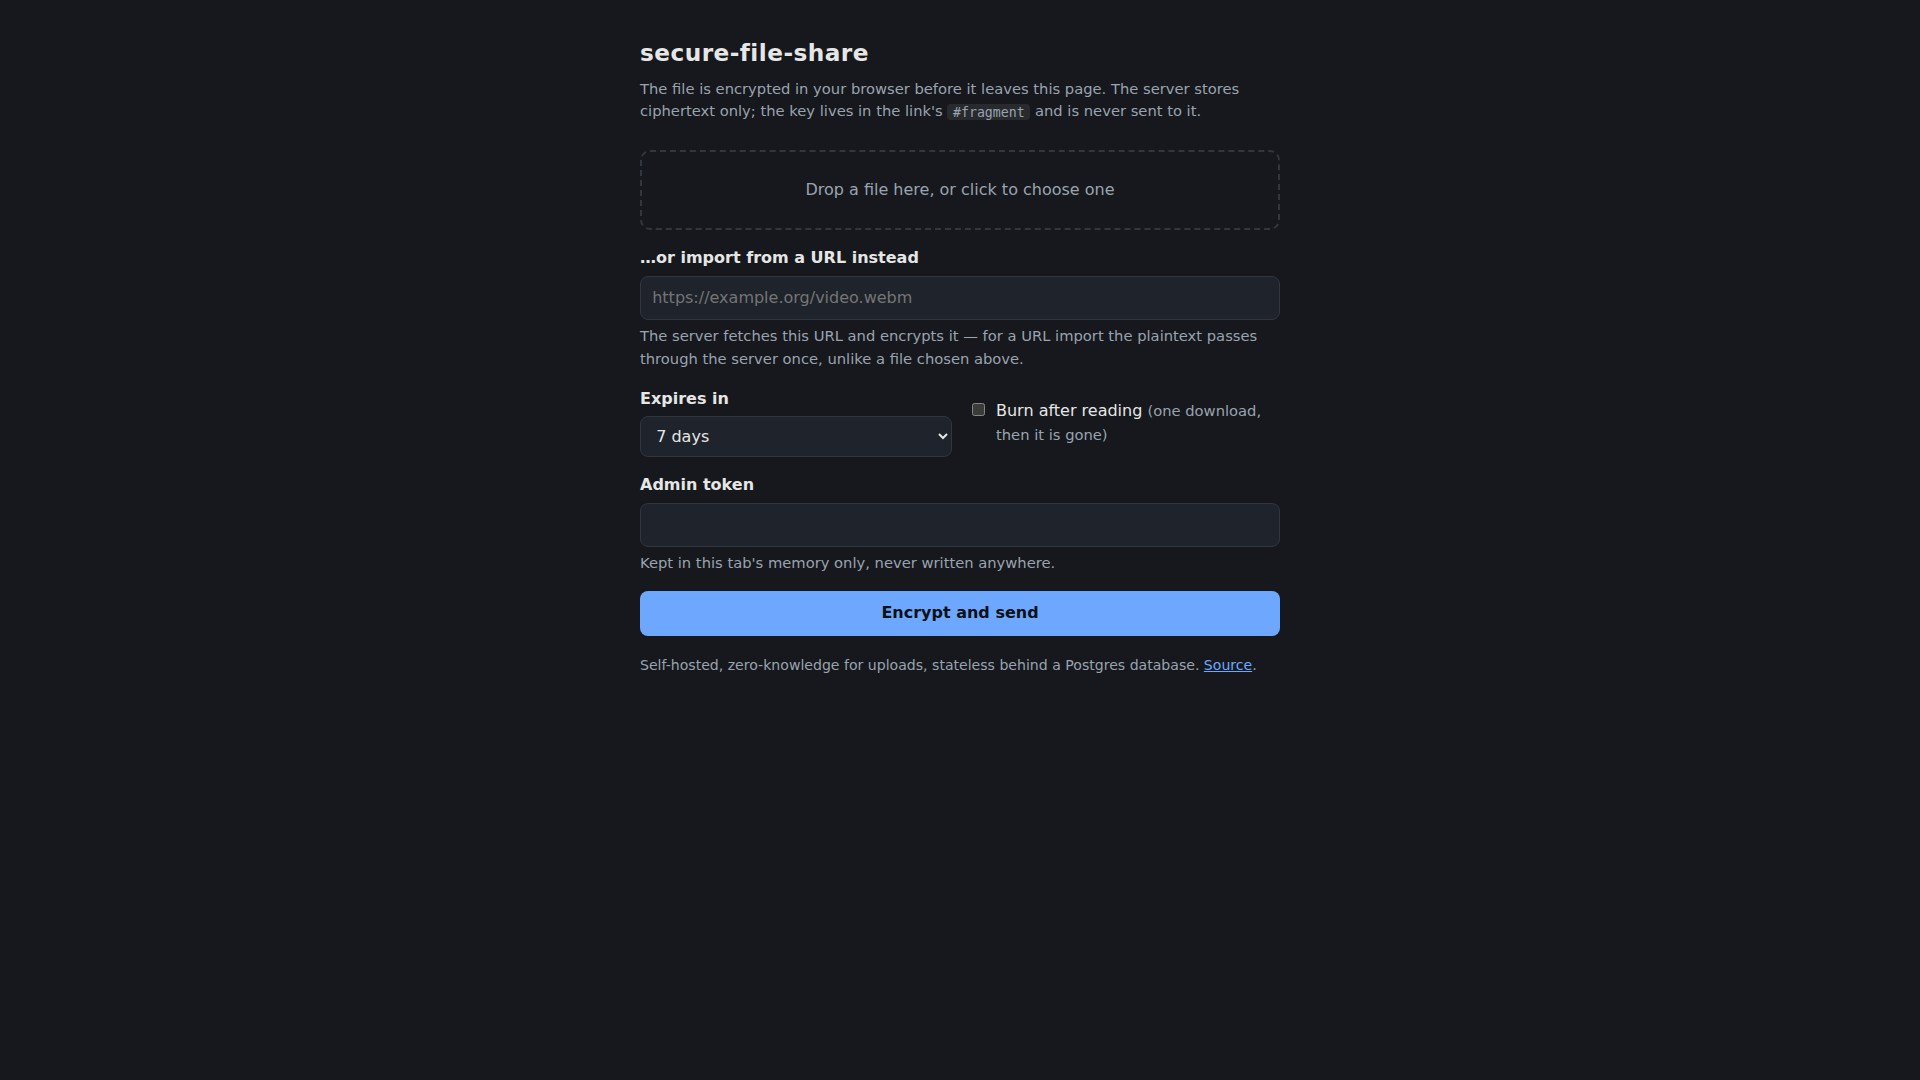 secure-file-share
The file is encrypted in your browser before it leaves this page. The server stores
ciphertext only; the key lives in the link's #fragment and is never sent to it.
Drop a file here, or click to choose one
…or import from a URL instead
https://example.org/video.webm
The server fetches this URL and encrypts it — for a URL import the plaintext passes
through the server once, unlike a file chosen above.
Expires in
7 days
Burn after reading (one download,
then it is gone)
Admin token
Kept in this tab's memory only, never written anywhere.
Encrypt and send
Self-hosted, zero-knowledge for uploads, stateless behind a Postgres database. Source.